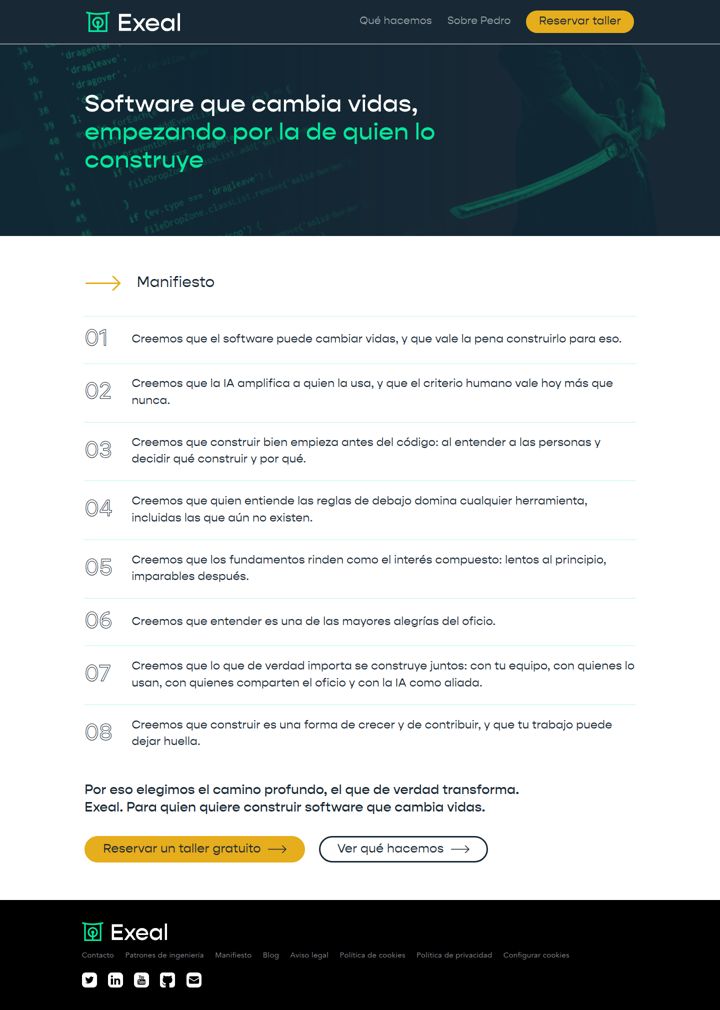 Exeal
Qué hacemos
Sobre Pedro
Reservar taller
Software que cambia vidas,
empezando por la de quien lo
construye
Manifiesto
01
Creemos que el software puede cambiar vidas, y que vale la pena construirlo para eso.
02
Creemos que la IA amplifica a quien la usa, y que el criterio humano vale hoy más que
nunca.
03
Creemos que construir bien empieza antes del código: al entender a las personas y
decidir qué construir y por qué.
04
Creemos que quien entiende las reglas de debajo domina cualquier herramienta,
incluidas las que aún no existen.
05
Creemos que los fundamentos rinden como el interés compuesto: lentos al principio,
imparables después.
06
Creemos que entender es una de las mayores alegrías del oficio.
07
Creemos que lo que de verdad importa se construye juntos: con tu equipo, con quienes lo
usan, con quienes comparten el oficio y con la IA como aliada.
08
Creemos que construir es una forma de crecer y de contribuir, y que tu trabajo puede
dejar huella.
Por eso elegimos el camino profundo, el que de verdad transforma.
Exeal. Para quien quiere construir software que cambia vidas.
Reservar un taller gratuito
Ver qué hacemos
Exeal
Contacto
Patrones de ingeniería
Manifiesto
Blog
Aviso legal
Política de cookies
Política de privacidad
Configurar cookies